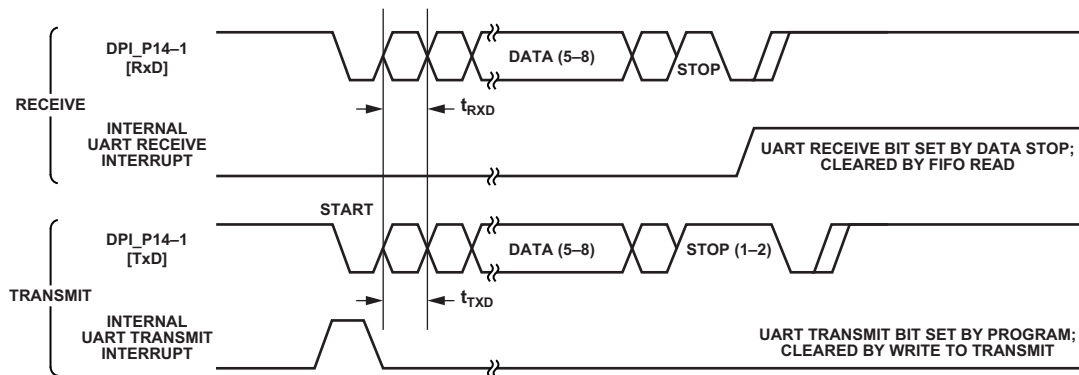 DPI_P14–1
[RxD]
DATA (5–8)
STOP
RECEIVE
tRXD
INTERNAL
UART RECEIVE
INTERRUPT
UART RECEIVE BIT SET BY DATA STOP;
CLEARED BY FIFO READ
START
DPI_P14–1
[TxD]
DATA (5–8)
STOP (1–2)
TRANSMIT
tTXD
INTERNAL
UART TRANSMIT
INTERRUPT
UART TRANSMIT BIT SET BY PROGRAM;
CLEARED BY WRITE TO TRANSMIT